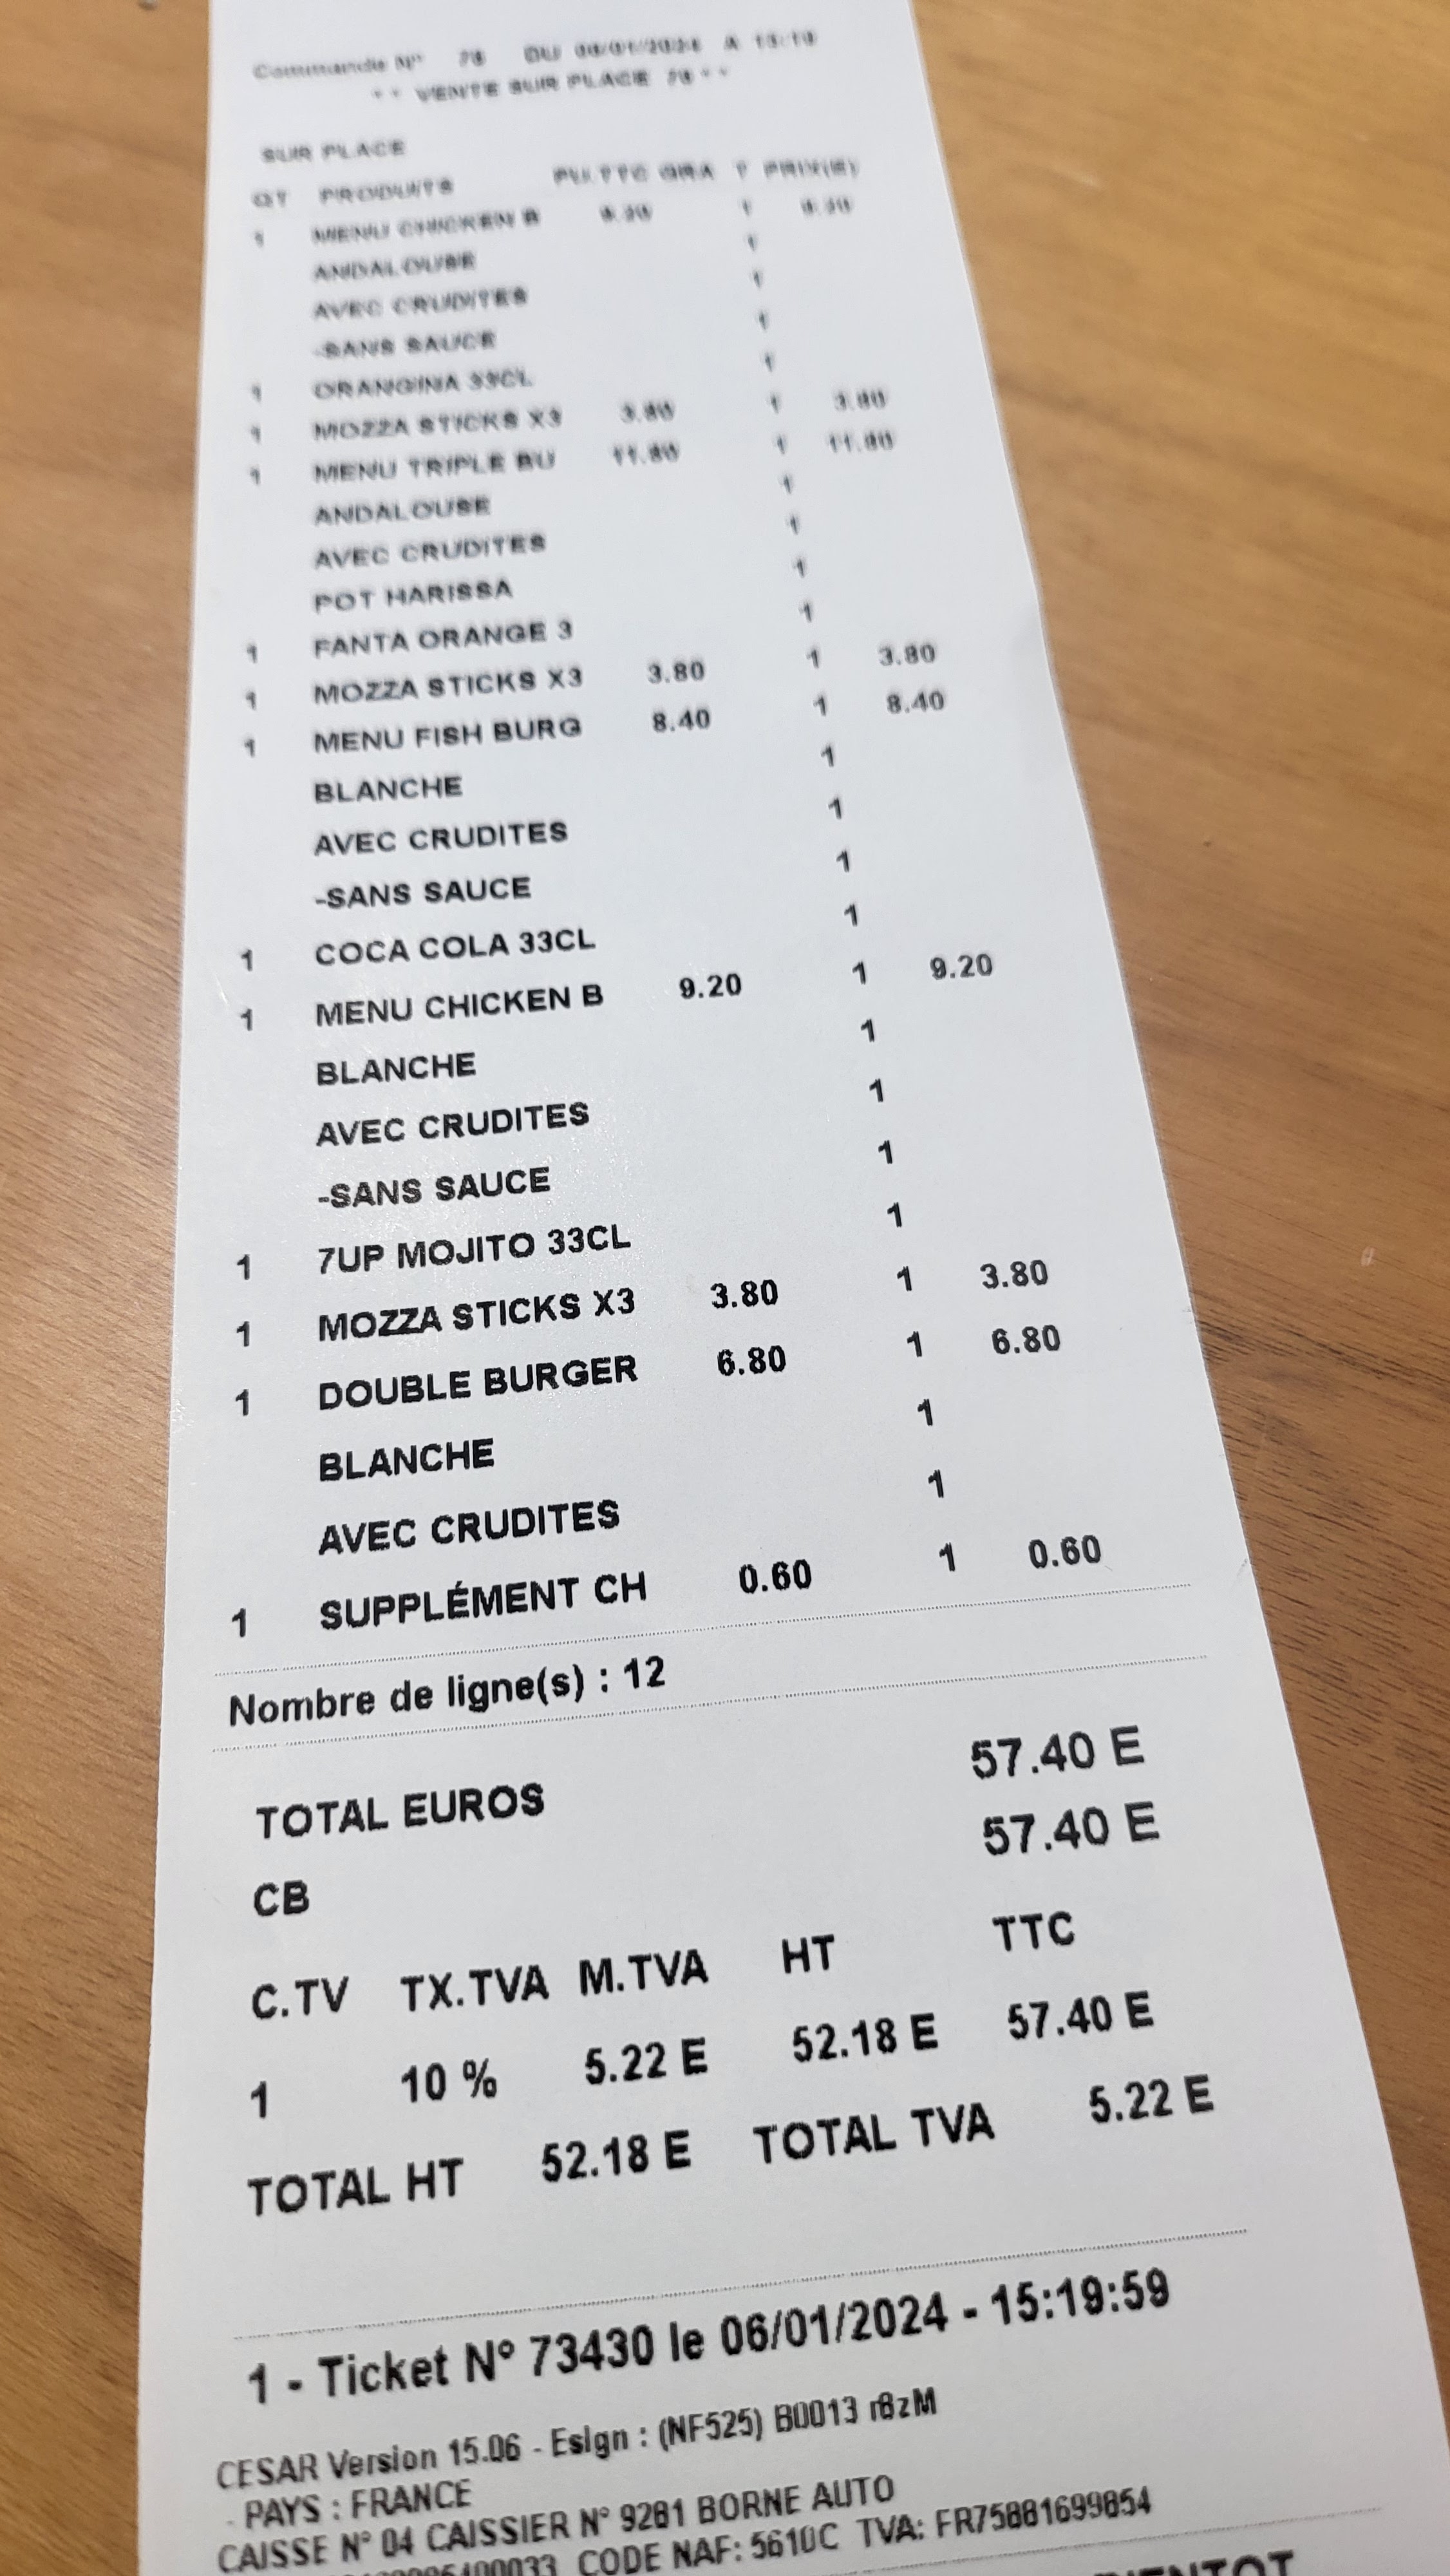 Commande N° 78 DU 06/01/2024 A 15:19
** VENTE SUR PLACE 78 **
SUR PLACE
QT PRODUITS PU.TTC GRA T PRIX(E)
1 MENU CHICKEN B 9.20 1 9.20
ANDALOUSE 1
AVEC CRUDITES 1
-SANS SAUCE 1
1 ORANGINA 33CL 1
1 MOZZA STICKS X3 3.80 1 3.80
1 MENU TRIPLE BU 11.80 1 11.80
ANDALOUSE 1
AVEC CRUDITES 1
POT HARISSA 1
1 FANTA ORANGE 3 1
1 MOZZA STICKS X3 3.80 1 3.80
1 MENU FISH BURG 8.40 1 8.40
BLANCHE 1
AVEC CRUDITES 1
-SANS SAUCE 1
1 COCA COLA 33CL 1
1 MENU CHICKEN B 9.20 1 9.20
BLANCHE 1
AVEC CRUDITES 1
-SANS SAUCE 1
1 7UP MOJITO 33CL 1
1 MOZZA STICKS X3 3.80 1 3.80
1 DOUBLE BURGER 6.80 1 6.80
BLANCHE 1
AVEC CRUDITES 1
1 SUPPLÉMENT CH 0.60 1 0.60
Nombre de ligne(s) : 12
TOTAL EUROS 57.40 E
CB 57.40 E
C.TV TX.TVA M.TVA HT TTC
1 10 % 5.22 E 52.18 E 57.40 E
TOTAL HT 52.18 E TOTAL TVA 5.22 E
1 - Ticket N° 73430 le 06/01/2024 - 15:19:59
CESAR Version 15.06 - Esign : (NF525) B0013 r8zM
- PAYS : FRANCE
CAISSE N° 04 CAISSIER N° 9281 BORNE AUTO
CODE NAF: 5610C TVA: FR75881699854